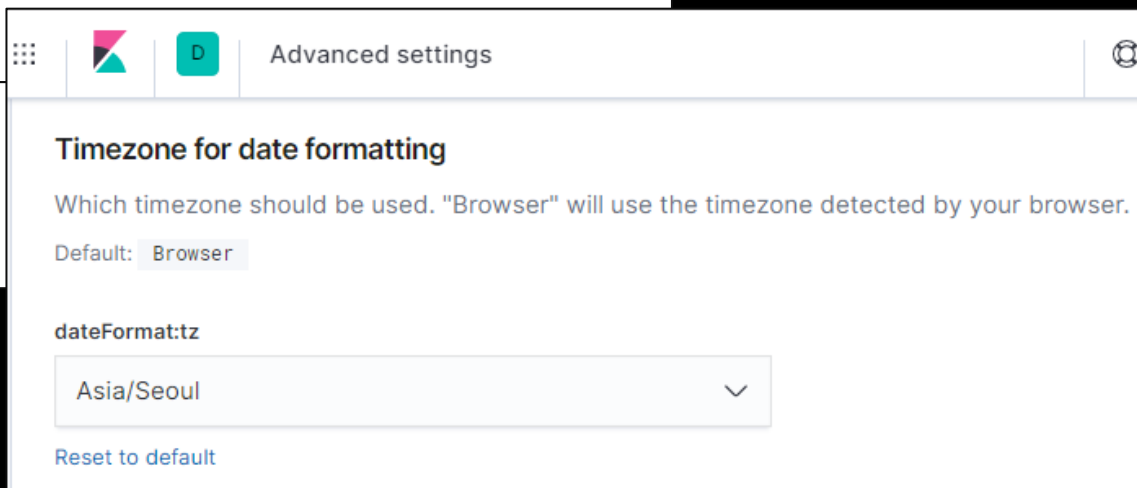 D
Advanced settings
Timezone for date formatting
Which timezone should be used. "Browser" will use the timezone detected by your browser.
Default: Browser
dateFormat:tz
Asia/Seoul
Reset to default